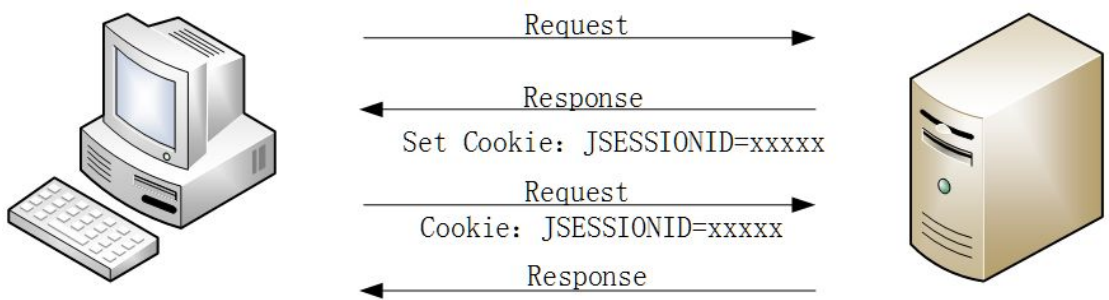 Request
Response
Set Cookie：JSESSIONID=xxxxx
Request
Cookie：JSESSIONID=xxxxx
Response